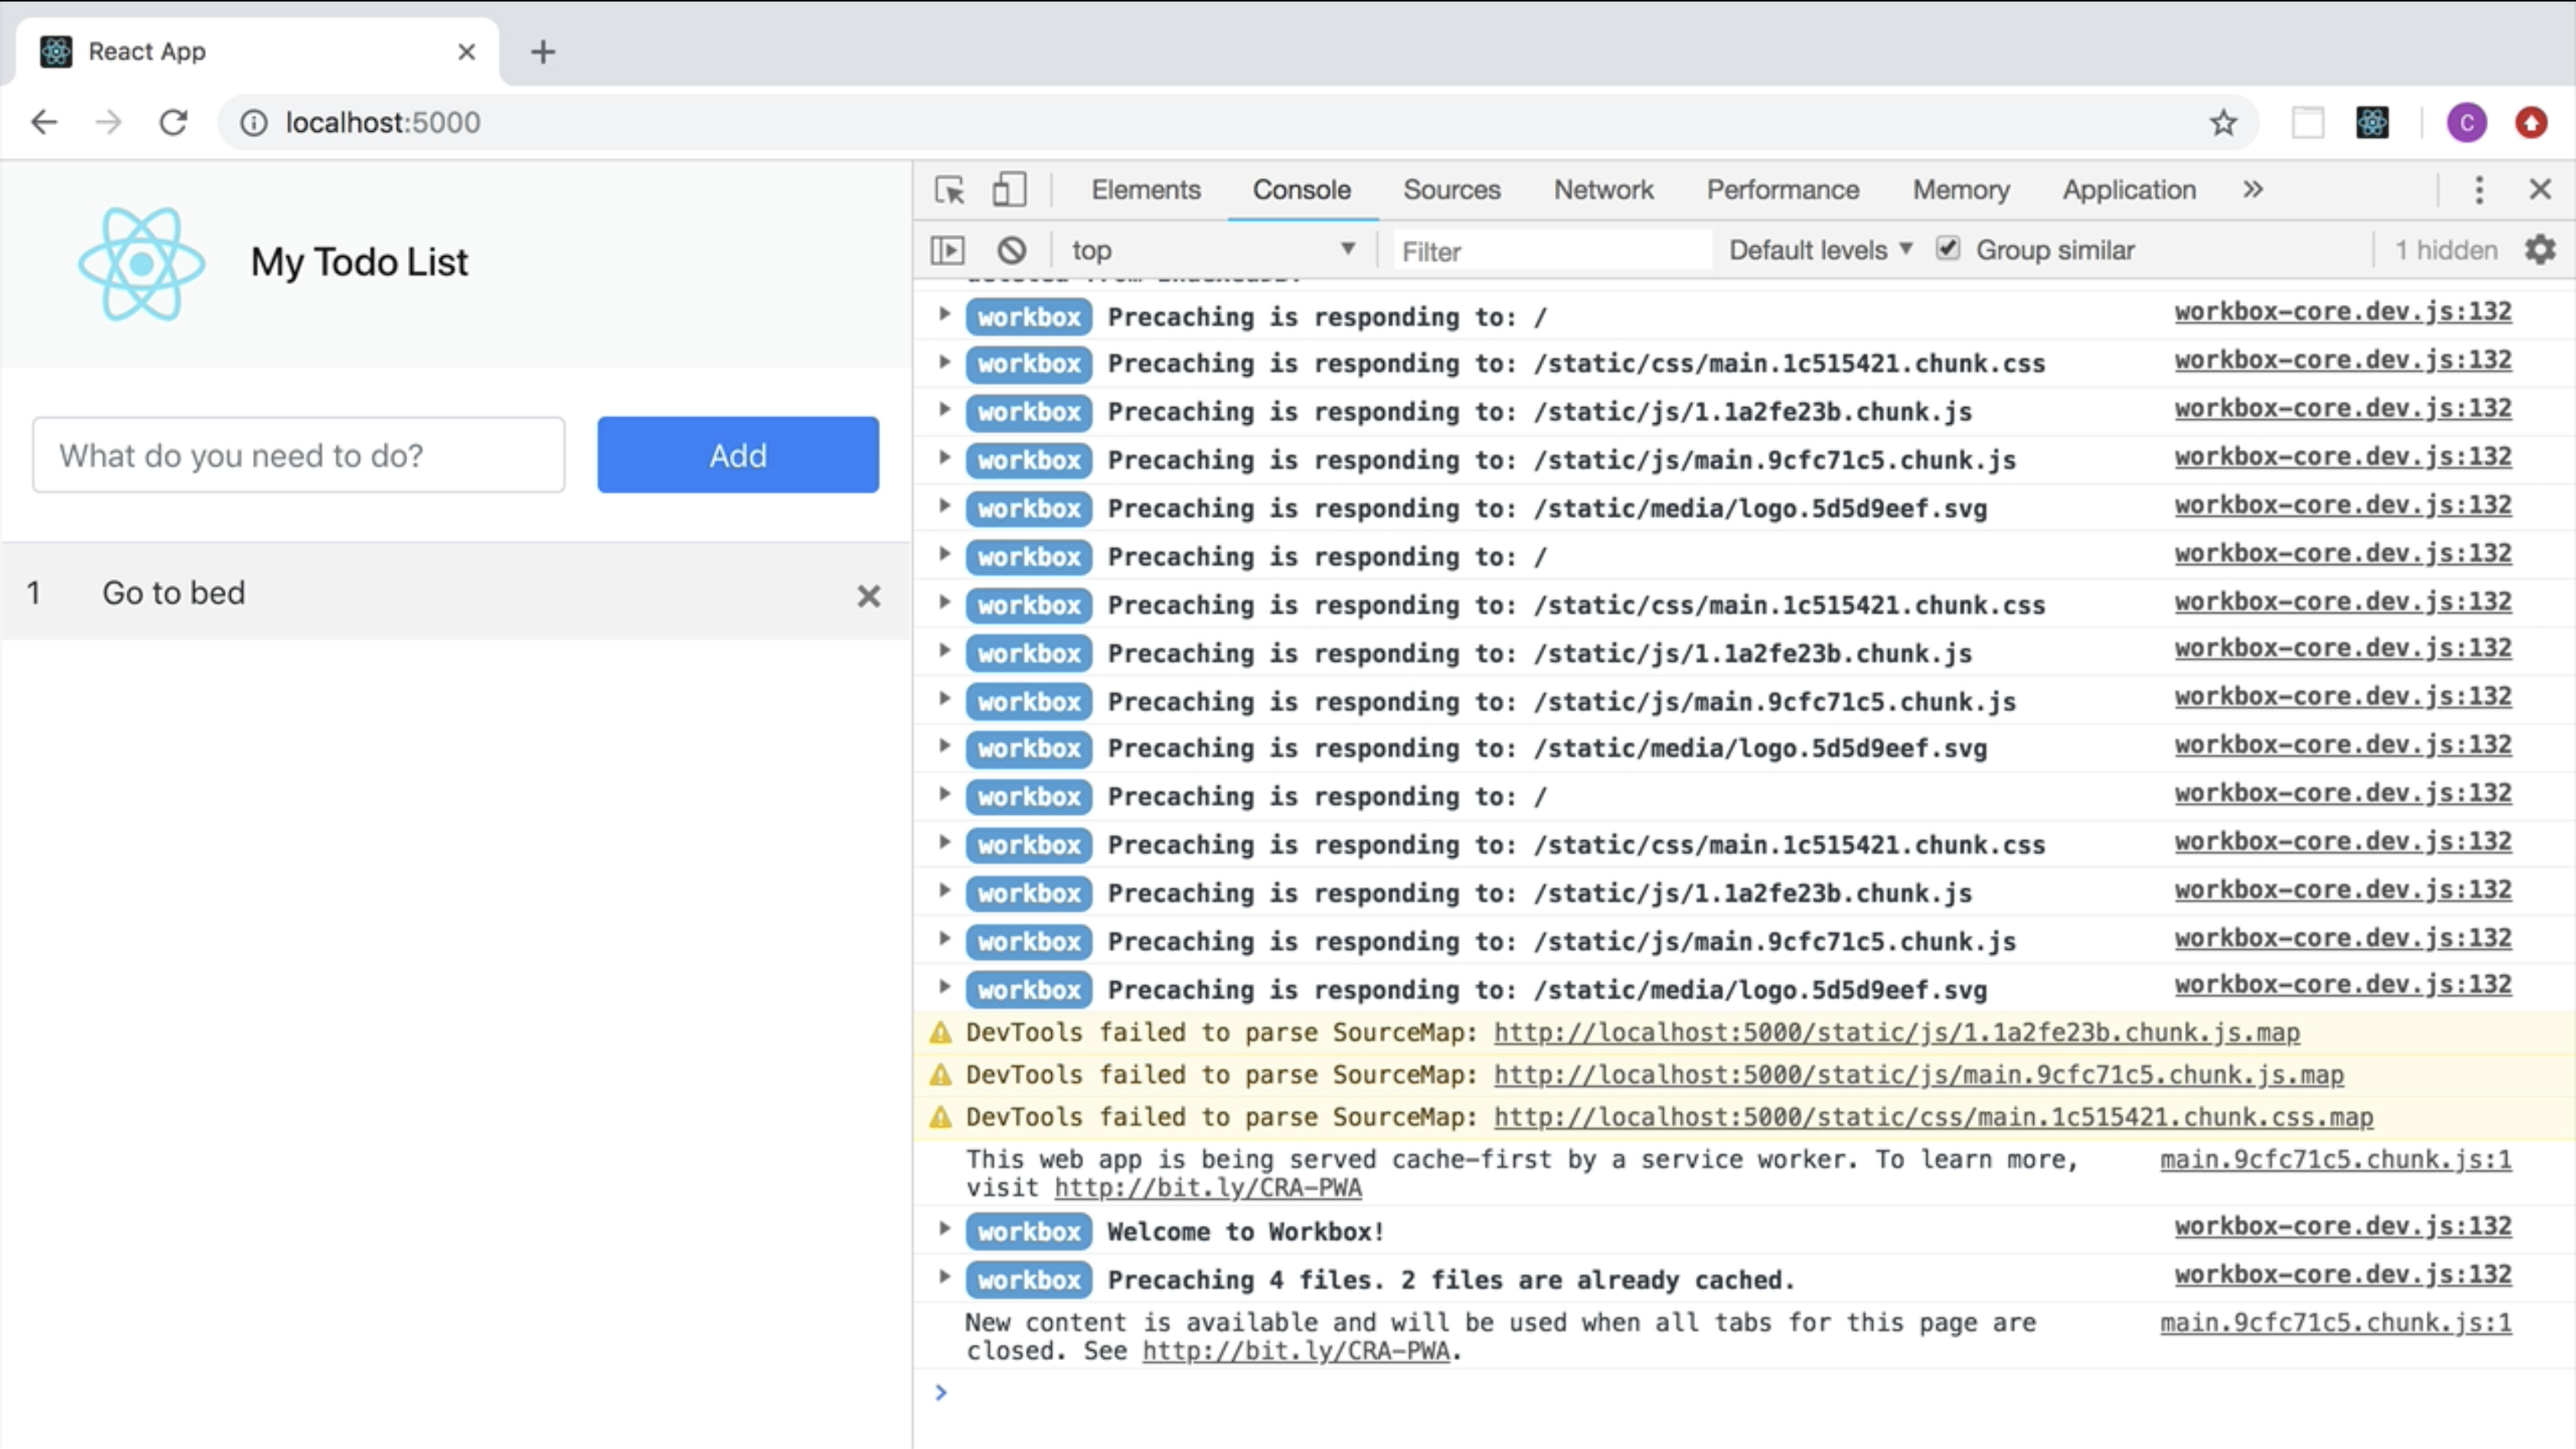 React App
localhost:5000
C
My Todo List
What do you need to do?
Add
1 Go to bed
Elements Console Sources Network Performance Memory Application
top Filter Default levels Group similar 1 hidden
workbox Precaching is responding to: / workbox-core.dev.js:132
workbox Precaching is responding to: /static/css/main.1c515421.chunk.css workbox-core.dev.js:132
workbox Precaching is responding to: /static/js/1.1a2fe23b.chunk.js workbox-core.dev.js:132
workbox Precaching is responding to: /static/js/main.9cfc71c5.chunk.js workbox-core.dev.js:132
workbox Precaching is responding to: /static/media/logo.5d5d9eef.svg workbox-core.dev.js:132
workbox Precaching is responding to: / workbox-core.dev.js:132
workbox Precaching is responding to: /static/css/main.1c515421.chunk.css workbox-core.dev.js:132
workbox Precaching is responding to: /static/js/1.1a2fe23b.chunk.js workbox-core.dev.js:132
workbox Precaching is responding to: /static/js/main.9cfc71c5.chunk.js workbox-core.dev.js:132
workbox Precaching is responding to: /static/media/logo.5d5d9eef.svg workbox-core.dev.js:132
workbox Precaching is responding to: / workbox-core.dev.js:132
workbox Precaching is responding to: /static/css/main.1c515421.chunk.css workbox-core.dev.js:132
workbox Precaching is responding to: /static/js/1.1a2fe23b.chunk.js workbox-core.dev.js:132
workbox Precaching is responding to: /static/js/main.9cfc71c5.chunk.js workbox-core.dev.js:132
workbox Precaching is responding to: /static/media/logo.5d5d9eef.svg workbox-core.dev.js:132
DevTools failed to parse SourceMap: http://localhost:5000/static/js/1.1a2fe23b.chunk.js.map
DevTools failed to parse SourceMap: http://localhost:5000/static/js/main.9cfc71c5.chunk.js.map
DevTools failed to parse SourceMap: http://localhost:5000/static/css/main.1c515421.chunk.css.map
This web app is being served cache-first by a service worker. To learn more, main.9cfc71c5.chunk.js:1
visit http://bit.ly/CRA-PWA
workbox Welcome to Workbox! workbox-core.dev.js:132
workbox Precaching 4 files. 2 files are already cached. workbox-core.dev.js:132
New content is available and will be used when all tabs for this page are main.9cfc71c5.chunk.js:1
closed. See http://bit.ly/CRA-PWA.